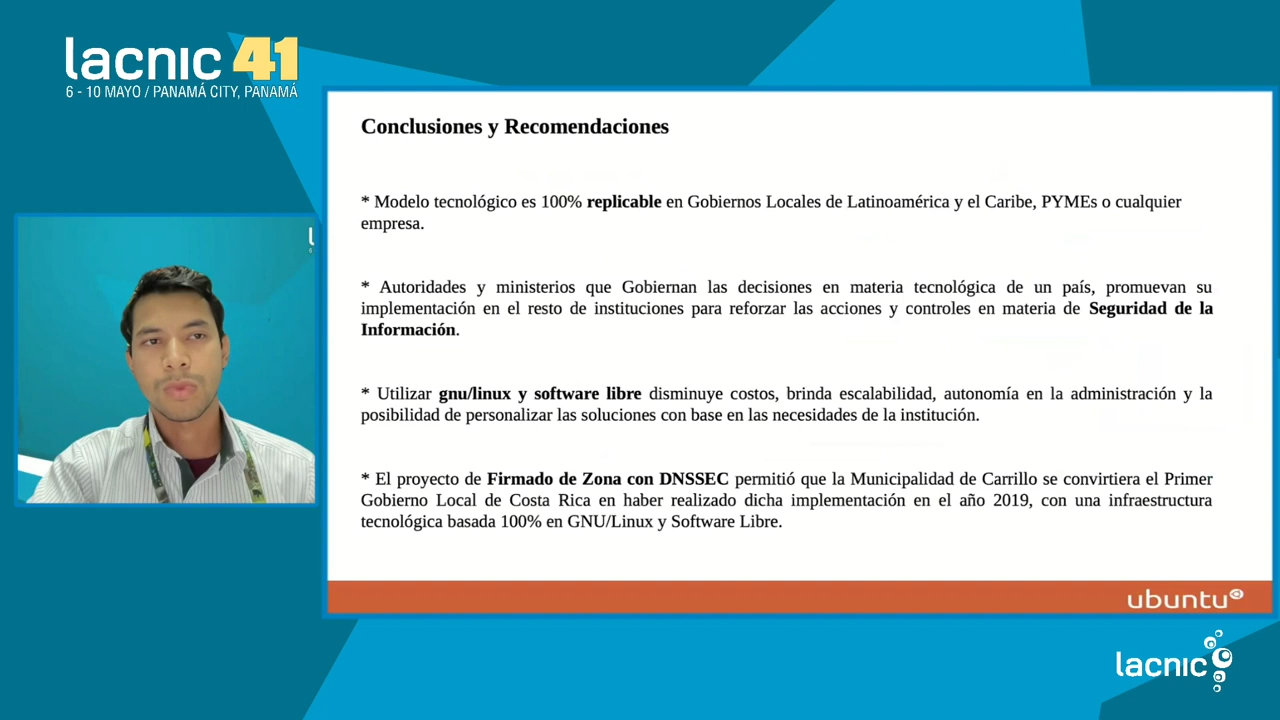 lacnic 41
6 - 10 MAYO / PANAMÁ CITY, PANAMÁ
Conclusiones y Recomendaciones
* Modelo tecnológico es 100% replicable en Gobiernos Locales de Latinoamérica y el Caribe, PYMEs o cualquier
empresa.
* Autoridades y ministerios que Gobiernan las decisiones en materia tecnológica de un país, promuevan su
implementación en el resto de instituciones para reforzar las acciones y controles en materia de Seguridad de la
Información.
* Utilizar gnu/linux y software libre disminuye costos, brinda escalabilidad, autonomía en la administración y la
posibilidad de personalizar las soluciones con base en las necesidades de la institución.
* El proyecto de Firmado de Zona con DNSSEC permitió que la Municipalidad de Carrillo se convirtiera el Primer
Gobierno Local de Costa Rica en haber realizado dicha implementación en el año 2019, con una infraestructura
tecnológica basada 100% en GNU/Linux y Software Libre.
ubuntu
lacnic